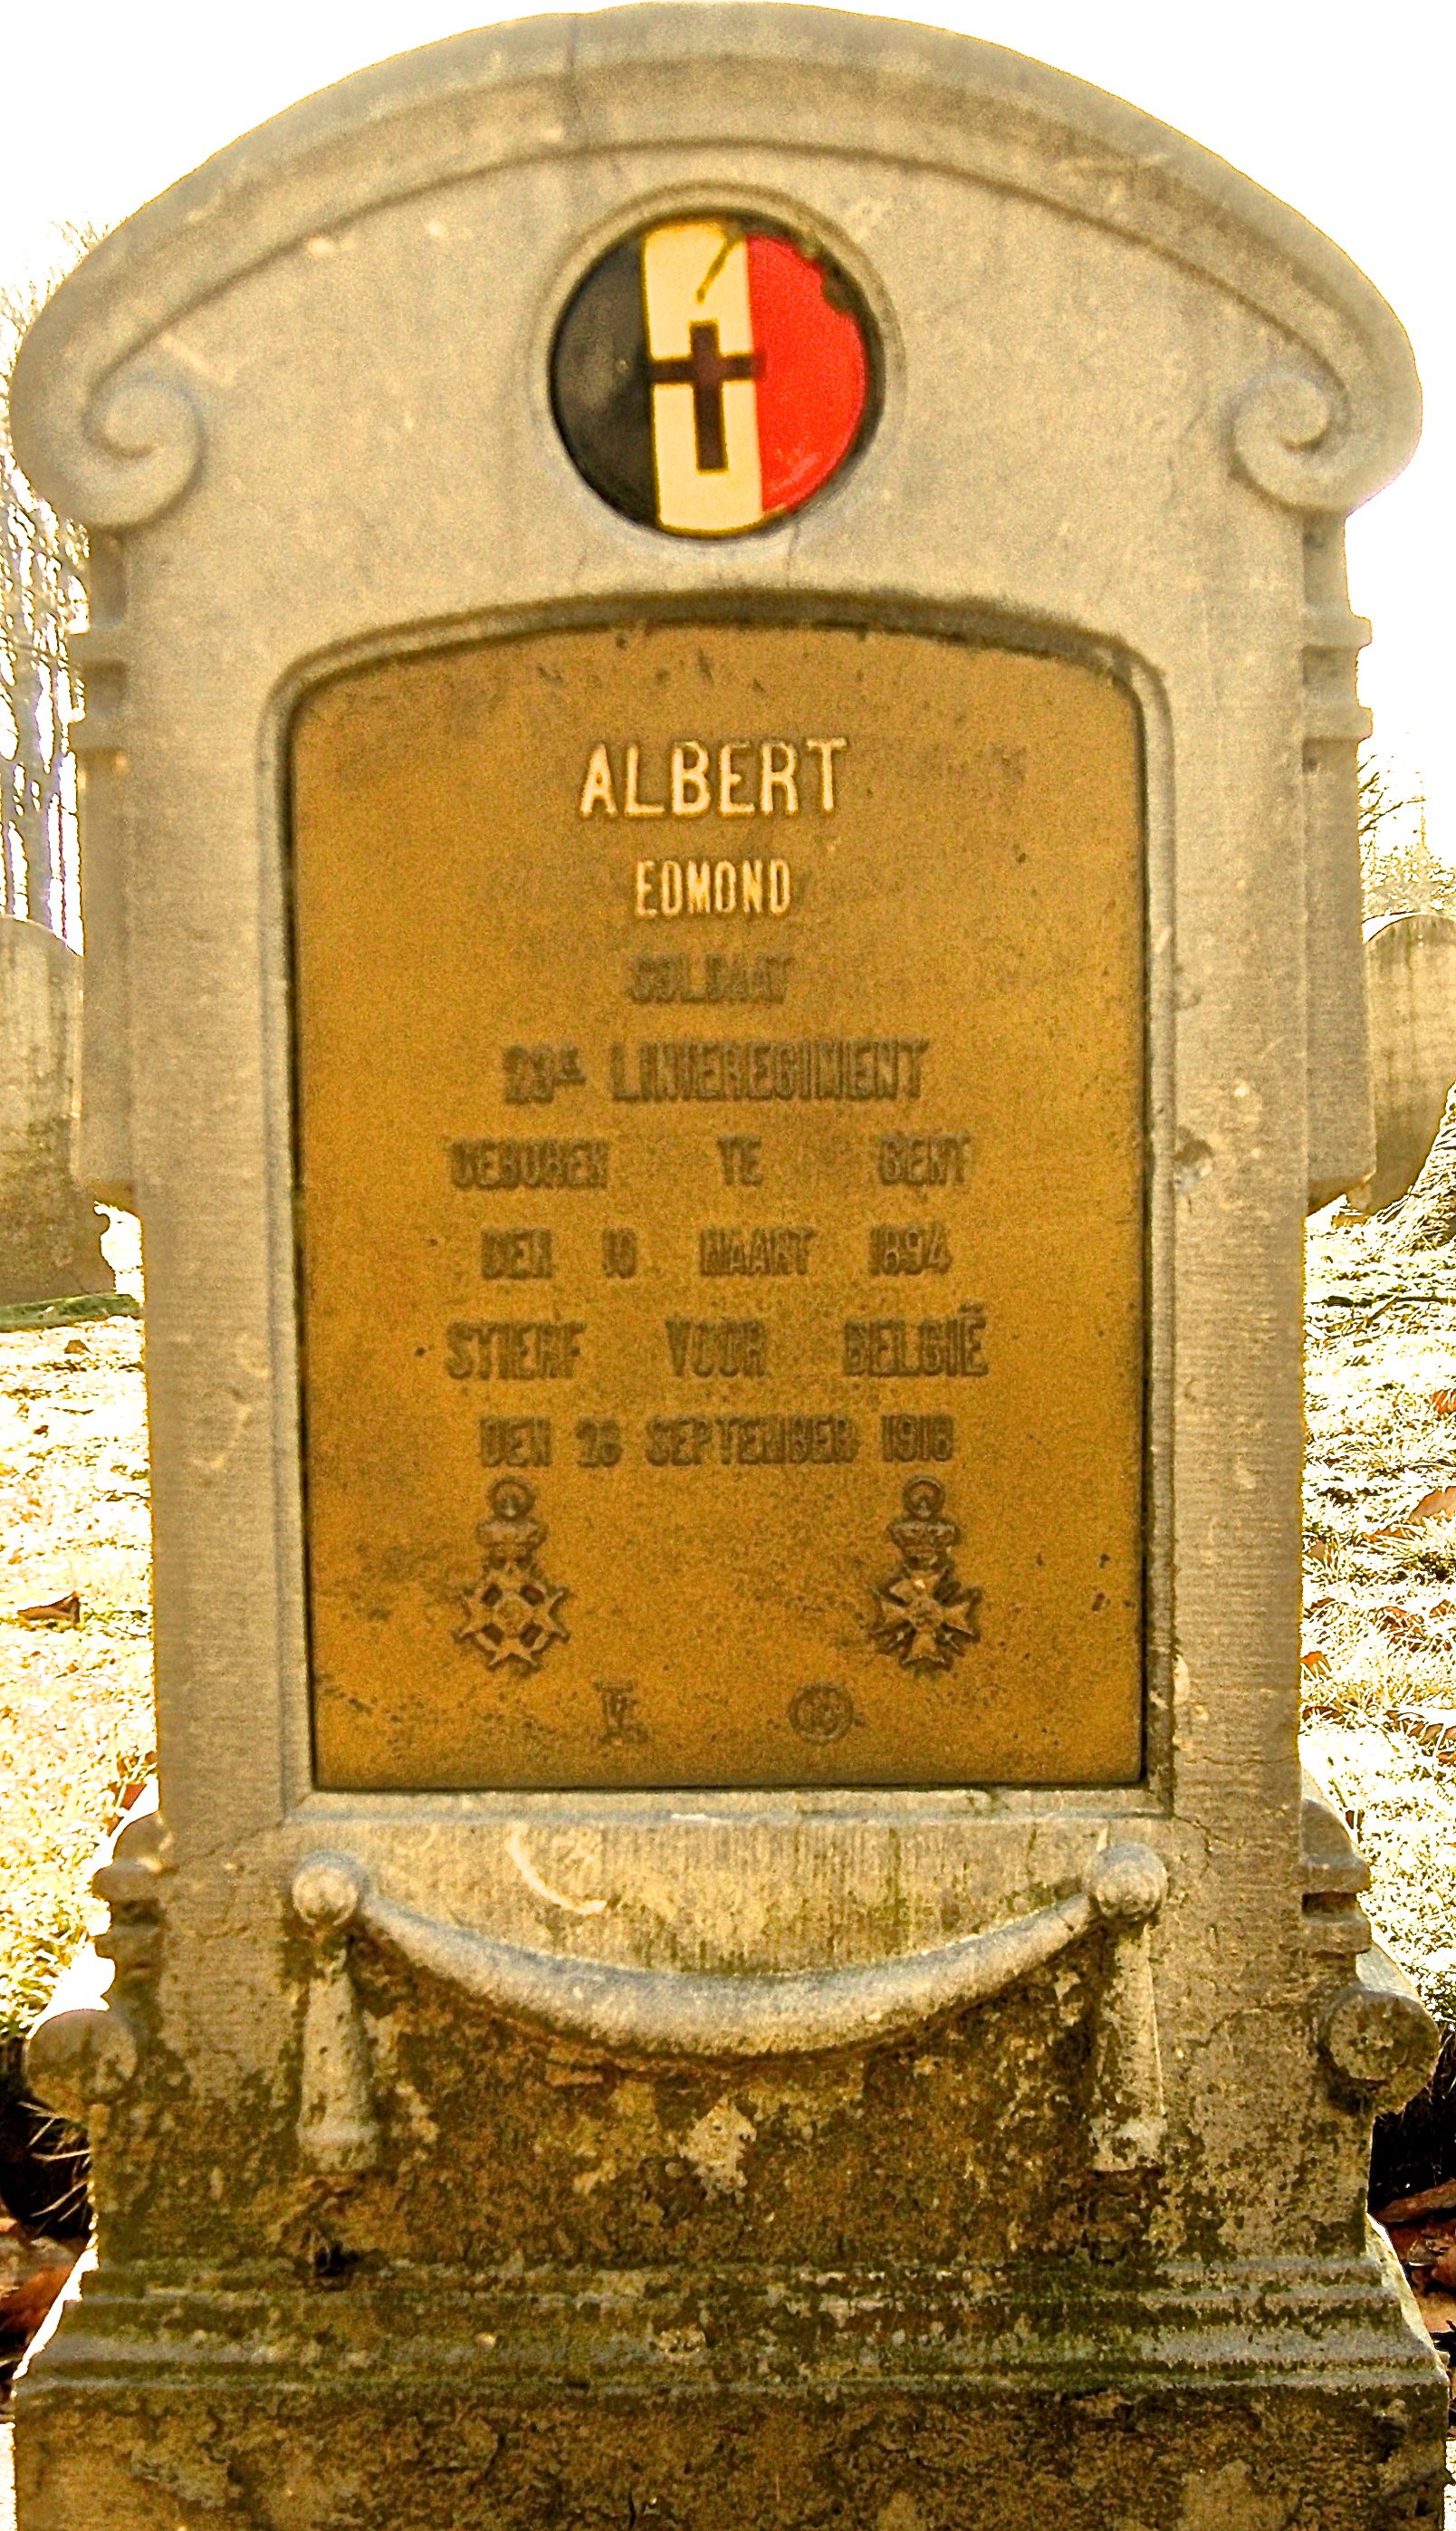 ALBERT
EDMOND
SOLDAAT
LINIEREGIMENT
GEBOREN TE GENT
DEN MAART 1894
STIERF VOOR BELGIË
DEN SEPTEMBER 1918